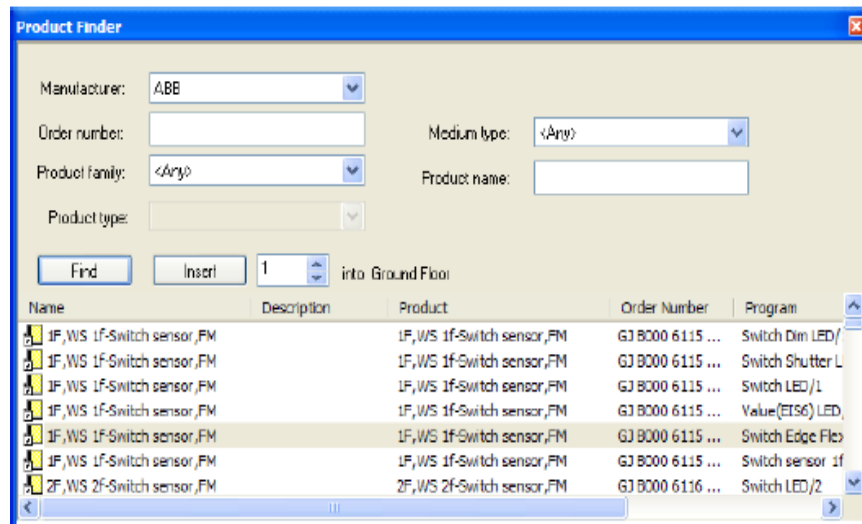 Product Finder
Manufacturer: ABB
Order number: Medium type: <Any>
Product family: <Any> Product name:
Product type:
Find Insert 1 into Ground Floor
Name Description Product Order Number Program
1F,WS 1f-Switch sensor,FM 1F,WS 1f-Switch sensor,FM GJ B000 6115 ... Switch Dim LED/
1F,WS 1f-Switch sensor,FM 1F,WS 1f-Switch sensor,FM GJ B000 6115 ... Switch Shutter L
1F,WS 1f-Switch sensor,FM 1F,WS 1f-Switch sensor,FM GJ B000 6115 ... Switch LED/1
1F,WS 1f-Switch sensor,FM 1F,WS 1f-Switch sensor,FM GJ B000 6115 ... Value(EIS6) LED,
1F,WS 1f-Switch sensor,FM 1F,WS 1f-Switch sensor,FM GJ B000 6115 ... Switch Edge Flex
1F,WS 1f-Switch sensor,FM 1F,WS 1f-Switch sensor,FM GJ B000 6115 ... Switch sensor 1f
2F,WS 2f-Switch sensor,FM 2F,WS 2f-Switch sensor,FM GJ B000 6116 ... Switch LED/2